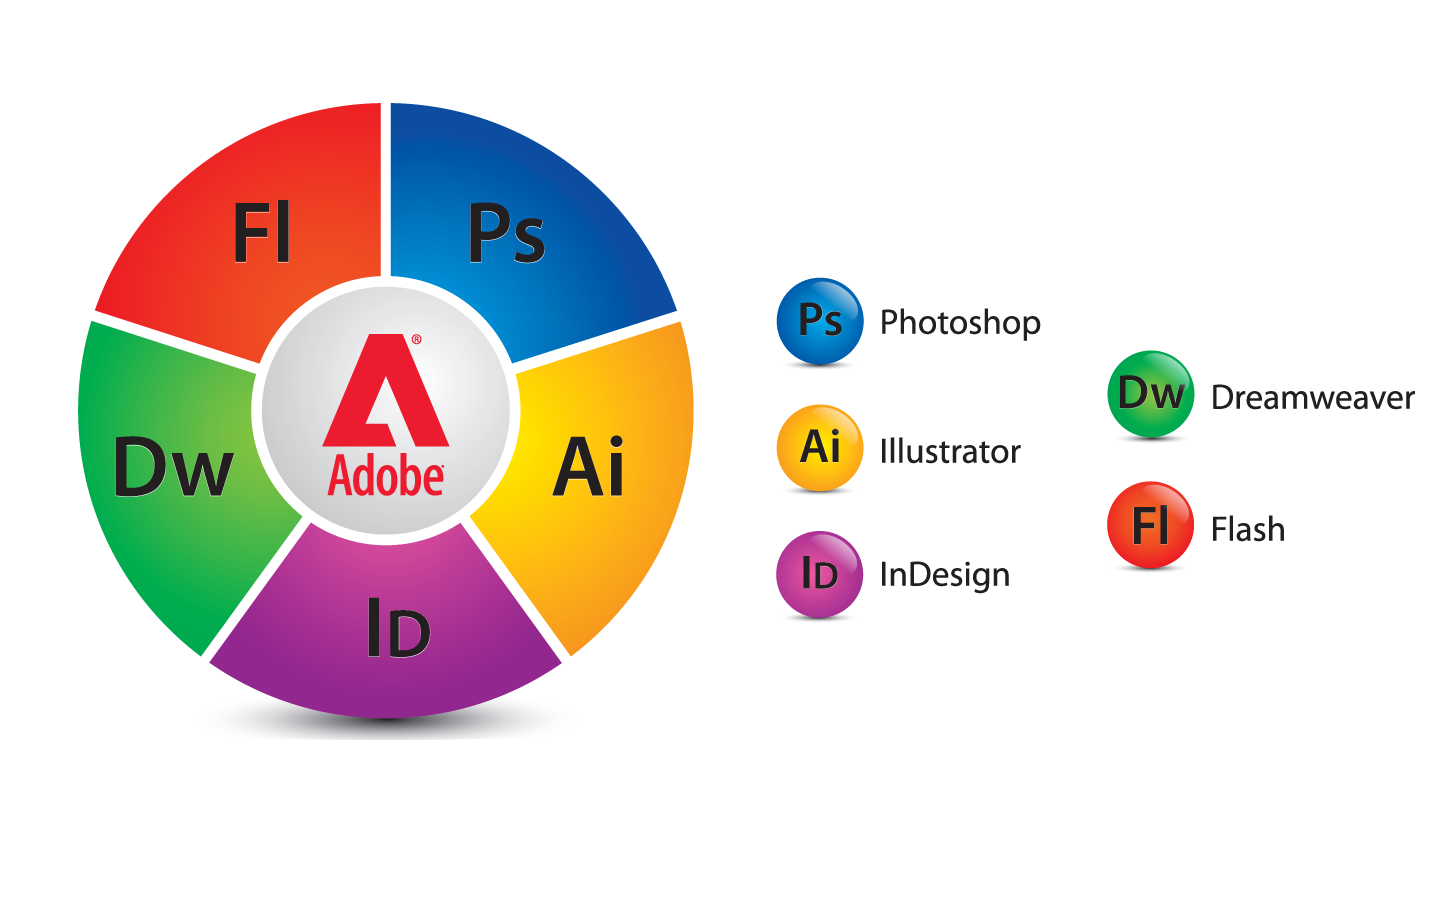 Fl
Ps
Dw
Ai
ID
®
Adobe
Ps Photoshop
Ai Illustrator
ID InDesign
Dw Dreamweaver
Fl Flash